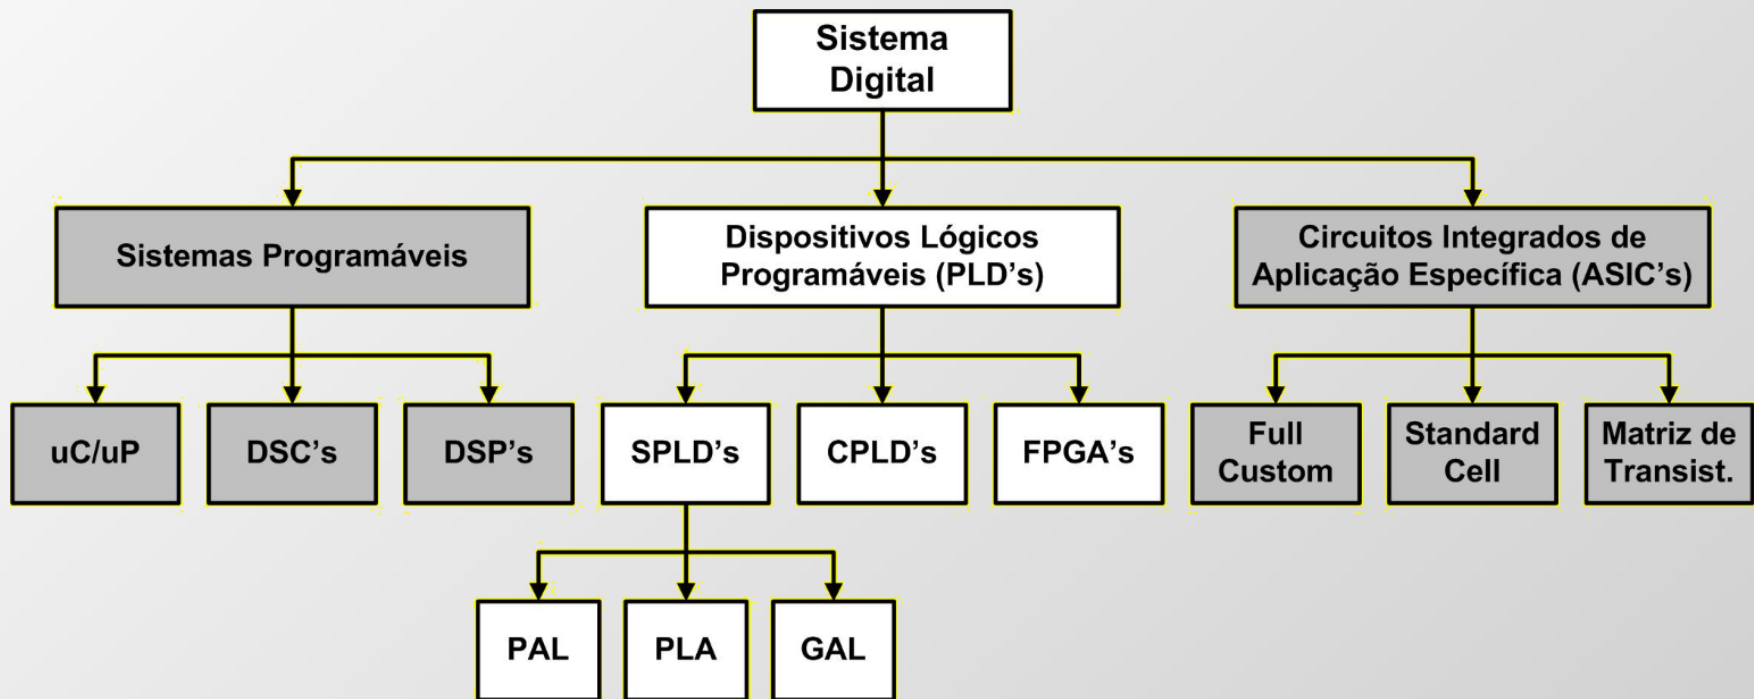 Sistema
Digital
Sistemas Programáveis
Dispositivos Lógicos
Programáveis (PLD’s)
Circuitos Integrados de
Aplicação Específica (ASIC’s)
uC/uP
DSC’s
DSP’s
SPLD’s
CPLD’s
FPGA’s
Full
Custom
Standard
Cell
Matriz de
Transist.
PAL
PLA
GAL